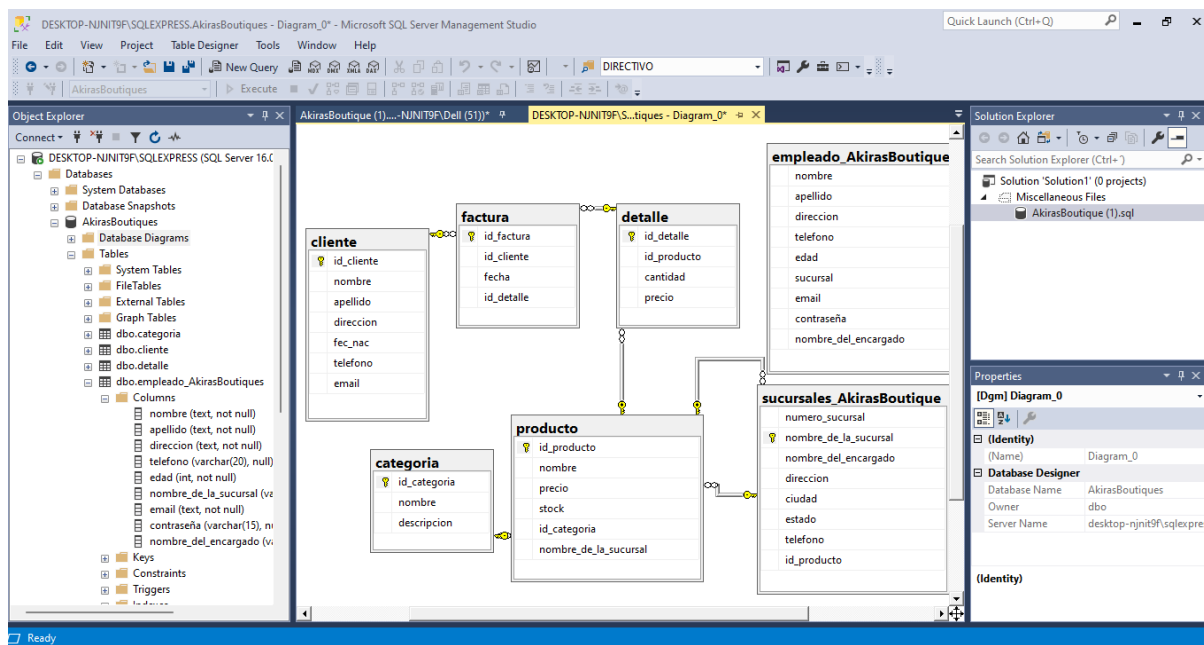 DESKTOP-NJNIT9F\SQLEXPRESS.AkirasBoutiques - Diagram_0* - Microsoft SQL Server Management Studio
Quick Launch (Ctrl+Q)
File Edit View Project Table Designer Tools Window Help
New Query
MDX DMX XMLA DAX
DIRECTIVO
AkirasBoutiques
Execute
Object Explorer
Connect
DESKTOP-NJNIT9F\SQLEXPRESS (SQL Server 16.0
Databases
System Databases
Database Snapshots
AkirasBoutiques
Database Diagrams
Tables
System Tables
FileTables
External Tables
Graph Tables
dbo.categoria
dbo.cliente
dbo.detalle
dbo.empleado_AkirasBoutiques
Columns
nombre (text, not null)
apellido (text, not null)
direccion (text, not null)
telefono (varchar(20), null)
edad (int, not null)
nombre_de_la_sucursal (va
email (text, not null)
contraseña (varchar(15), n
nombre_del_encargado (v
Keys
Constraints
Triggers
Indexes
AkirasBoutique (1)....-NJNIT9F\Dell (51))*
DESKTOP-NJNIT9F\S...tiques - Diagram_0*
cliente
id_cliente
nombre
apellido
direccion
fec_nac
telefono
email
factura
id_factura
id_cliente
fecha
id_detalle
detalle
id_detalle
id_producto
cantidad
precio
empleado_AkirasBoutique
nombre
apellido
direccion
telefono
edad
sucursal
email
contraseña
nombre_del_encargado
categoria
id_categoria
nombre
descripcion
producto
id_producto
nombre
precio
stock
id_categoria
nombre_de_la_sucursal
sucursales_AkirasBoutique
numero_sucursal
nombre_de_la_sucursal
nombre_del_encargado
direccion
ciudad
estado
telefono
id_producto
Solution Explorer
Search Solution Explorer (Ctrl+´)
Solution 'Solution1' (0 projects)
Miscellaneous Files
AkirasBoutique (1).sql
Properties
[Dgm] Diagram_0
(Identity)
(Name) Diagram_0
Database Designer
Database Name AkirasBoutiques
Owner dbo
Server Name desktop-njnit9f\sqlexpre
(Identity)
Ready